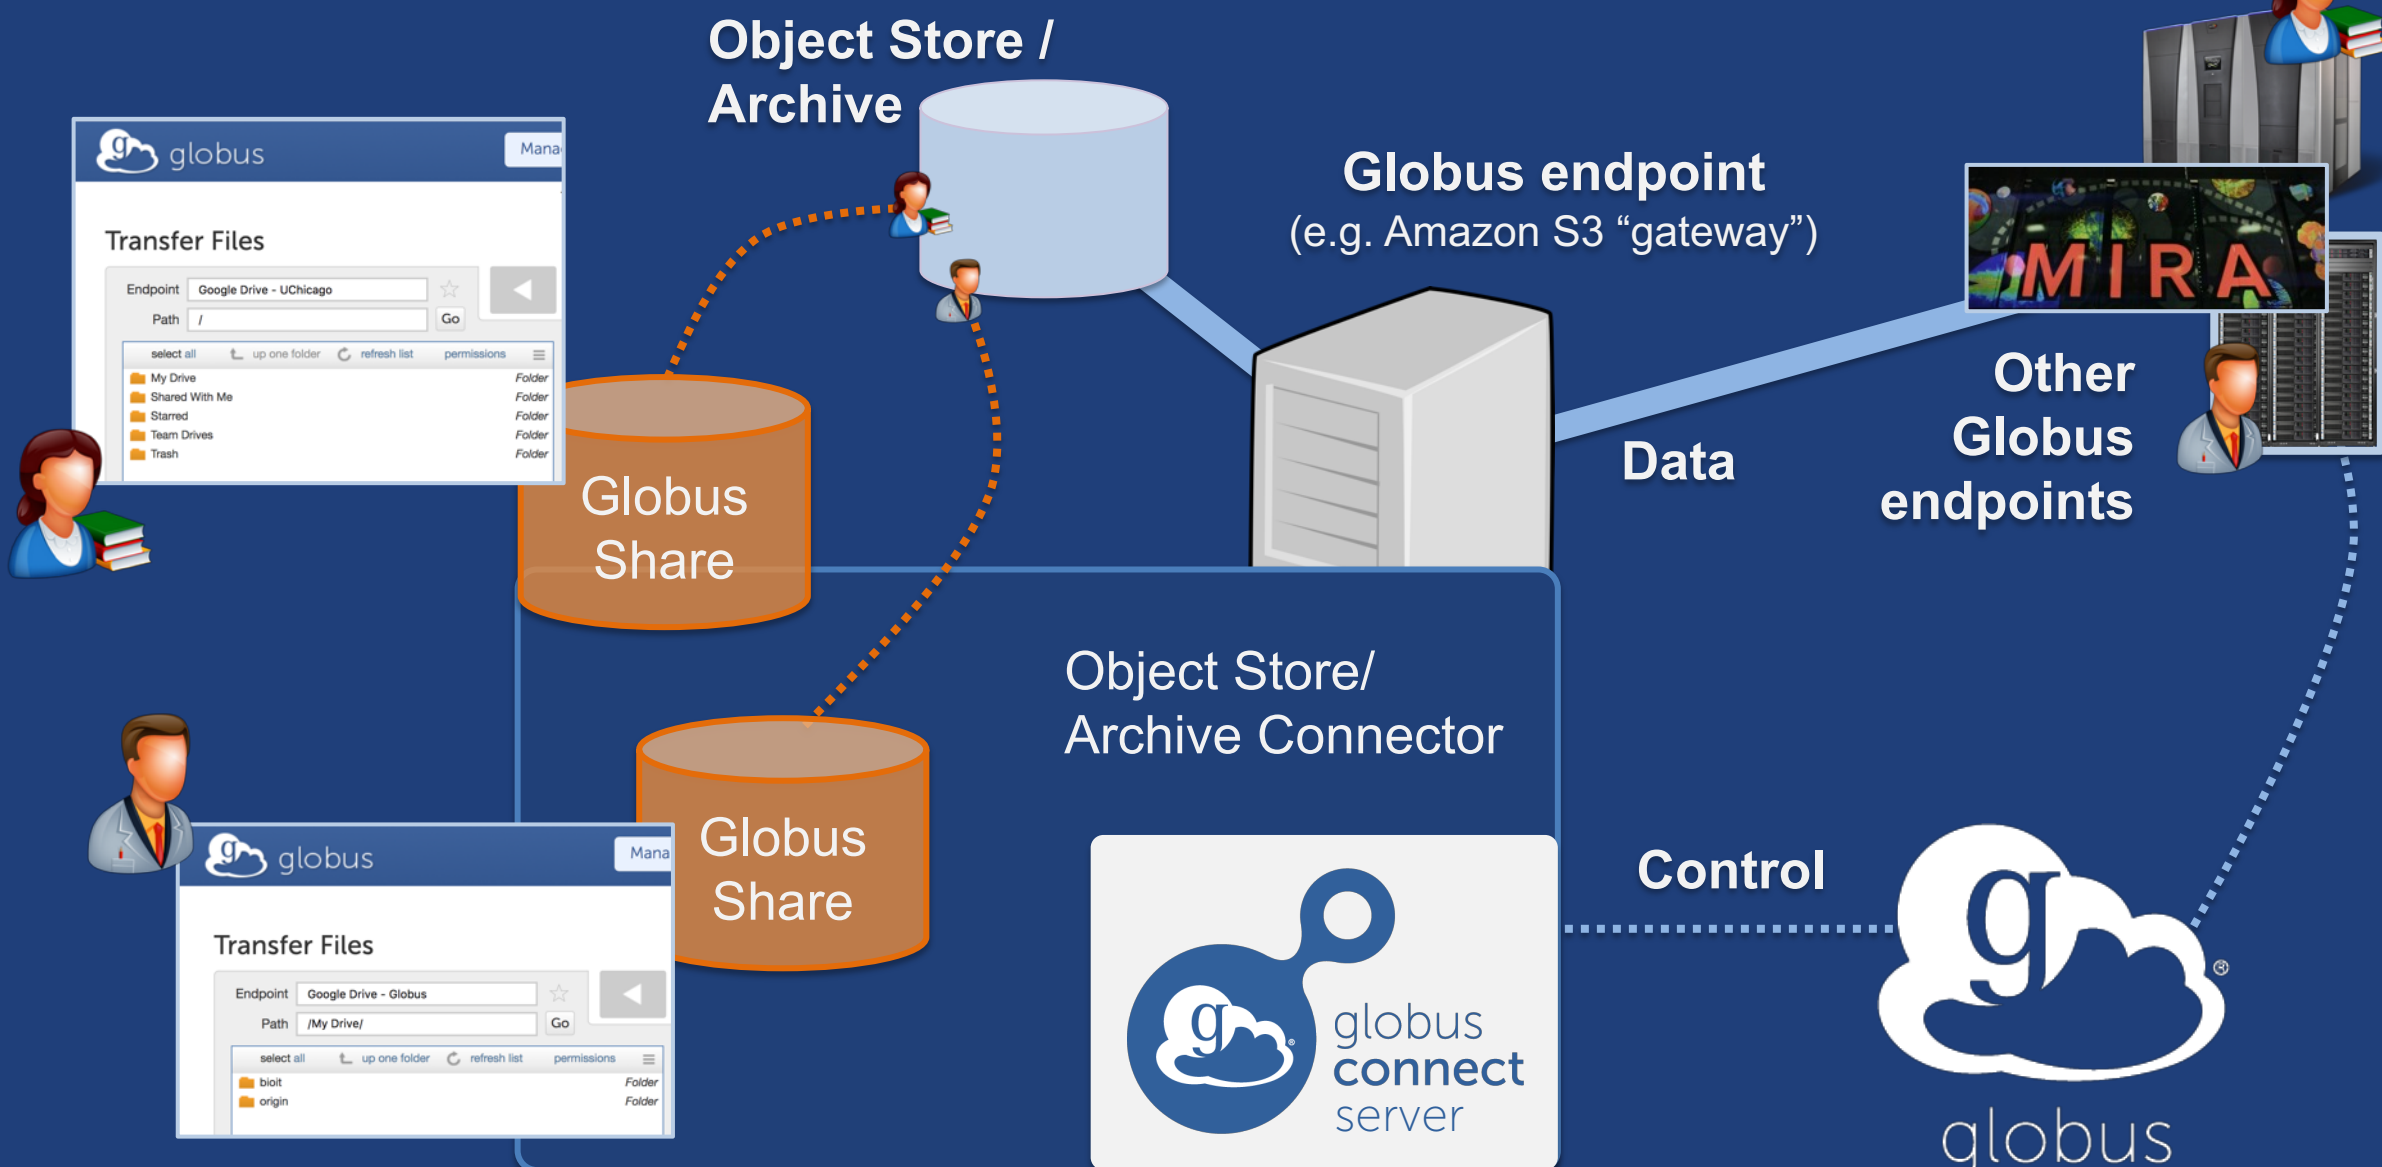 Object Store /
Archive
Globus endpoint
(e.g. Amazon S3 “gateway”)
MIRA
Other
Globus
endpoints
Data
g globus
Mana
Transfer Files
Endpoint Google Drive - UChicago
Path / Go
select all up one folder refresh list permissions
My Drive Folder
Shared With Me Folder
Starred Folder
Team Drives Folder
Trash Folder
Globus
Share
Object Store/
Archive Connector
Globus
Share
g globus
Mana
Transfer Files
Endpoint Google Drive - Globus
Path /My Drive/ Go
select all up one folder refresh list permissions
bioit Folder
origin Folder
g
globus
connect
server
Control
g ®
globus